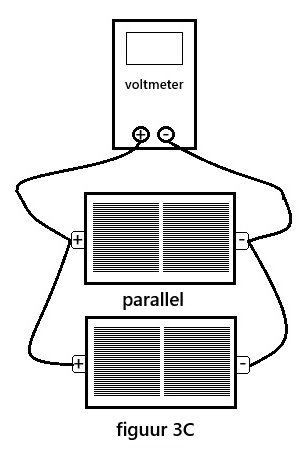 voltmeter
+ -
+ -
parallel
+ -
figuur 3C